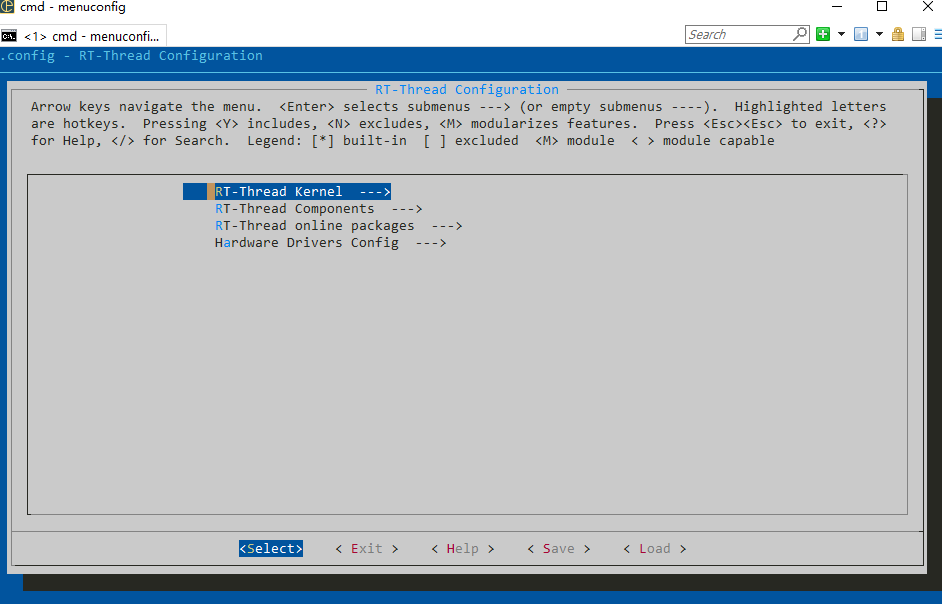 cmd - menuconfig
<1> cmd - menuconfi...
Search
.config - RT-Thread Configuration
RT-Thread Configuration
Arrow keys navigate the menu.  <Enter> selects submenus ---> (or empty submenus ----).  Highlighted letters
are hotkeys.  Pressing <Y> includes, <N> excludes, <M> modularizes features.  Press <Esc><Esc> to exit, <?>
for Help, </> for Search.  Legend: [*] built-in  [ ] excluded  <M> module  < > module capable
RT-Thread Kernel  --->
RT-Thread Components  --->
RT-Thread online packages  --->
Hardware Drivers Config  --->
<Select>    < Exit >    < Help >    < Save >    < Load >